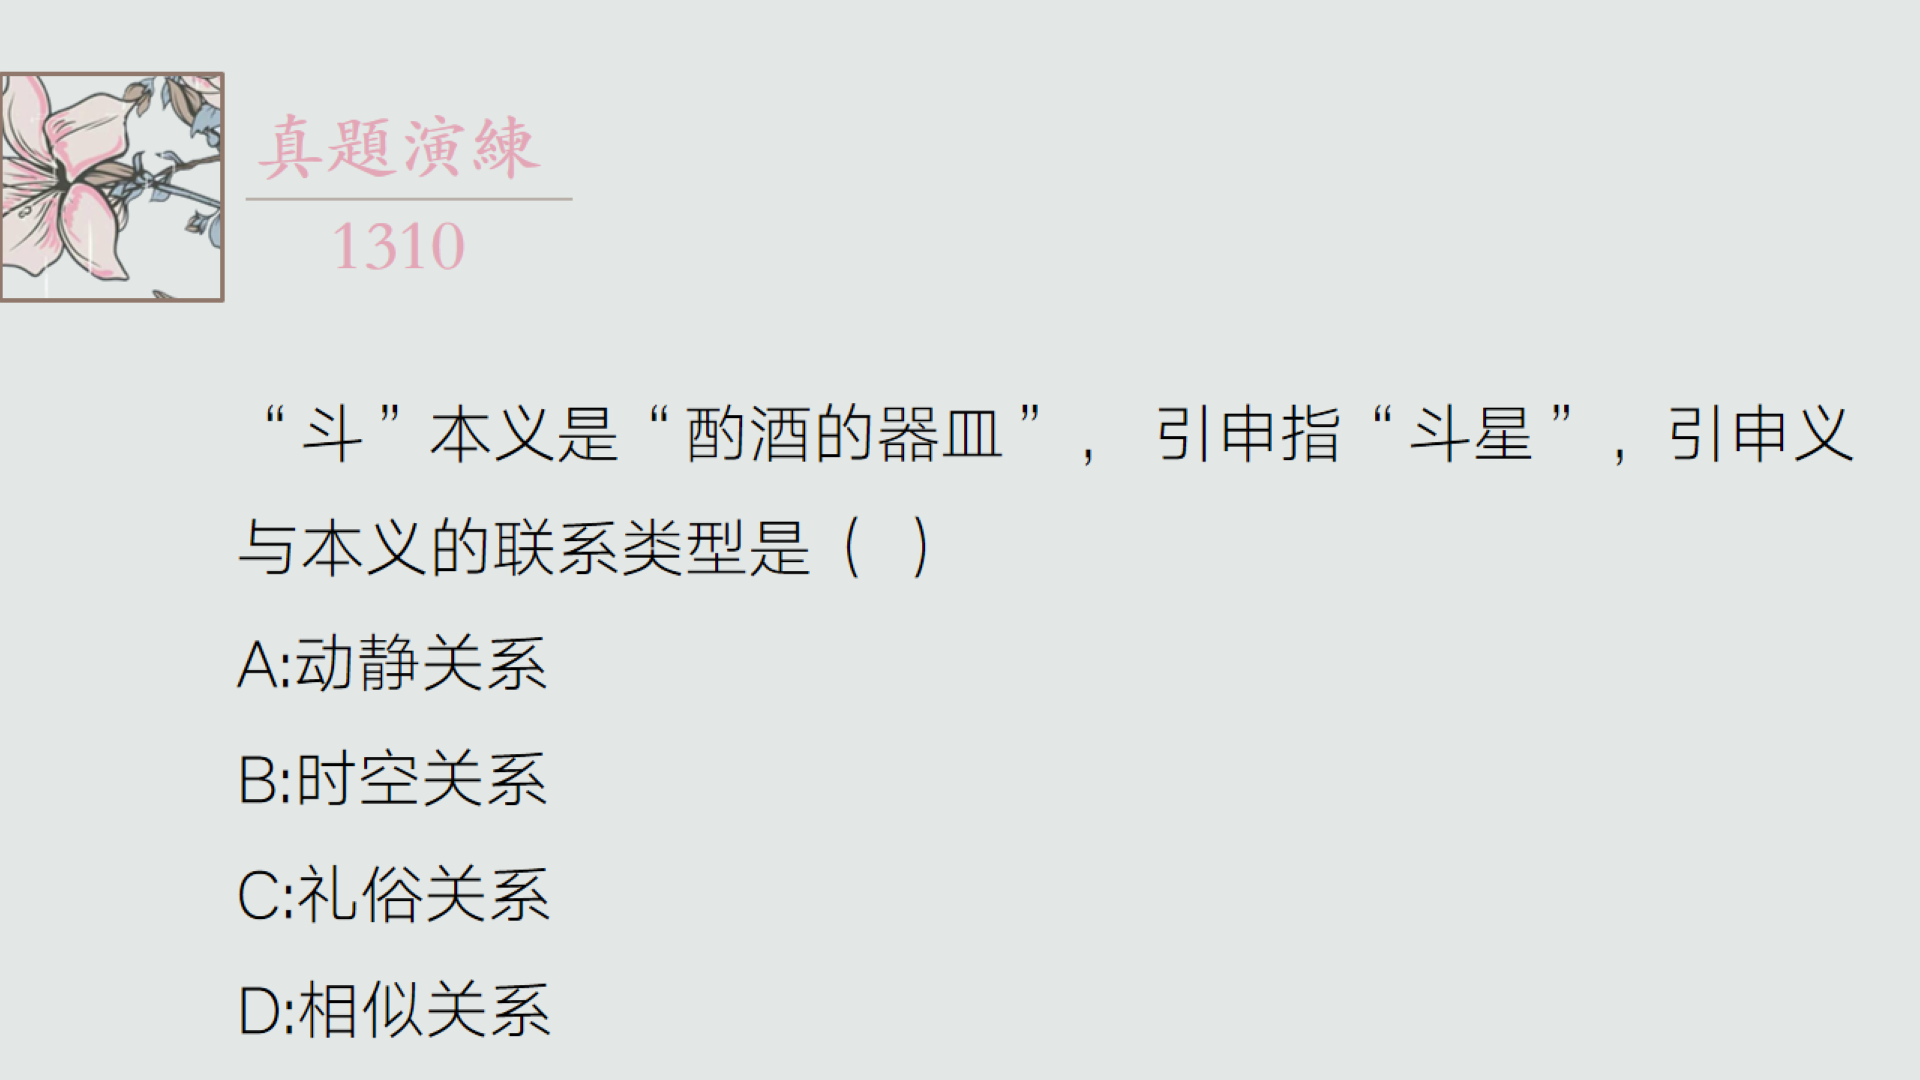 真題演練
1310
“斗”本义是“酌酒的器皿”， 引申指“斗星”，引申义
与本义的联系类型是（ ）
A:动静关系
B:时空关系
C:礼俗关系
D:相似关系